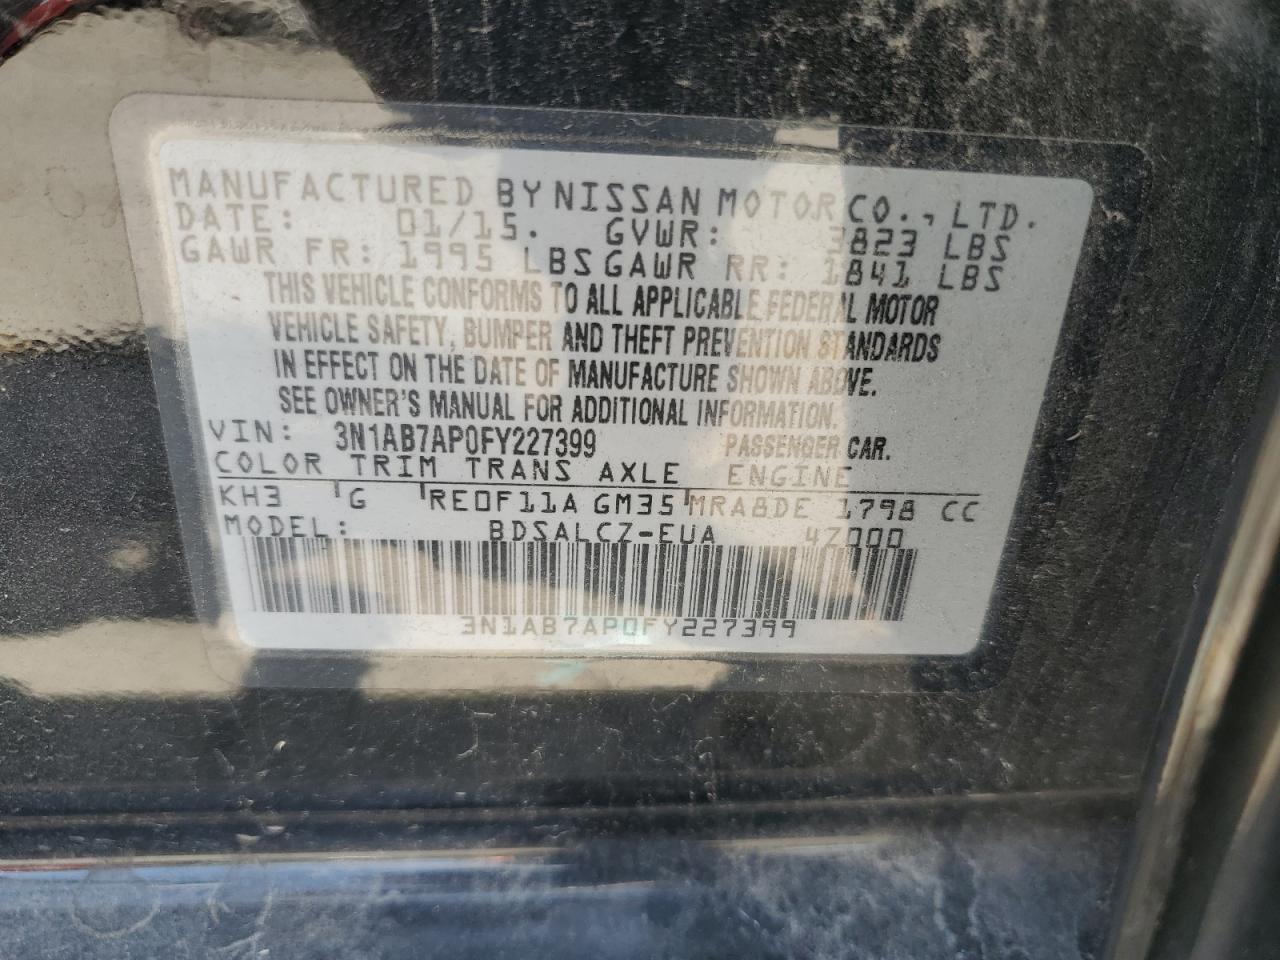 MANUFACTURED BY NISSAN MOTOR CO., LTD.
DATE: 01/15. GVWR: 3823 LBS
GAWR FR: 1995 LBS GAWR RR: 1841 LBS
THIS VEHICLE CONFORMS TO ALL APPLICABLE FEDERAL MOTOR
VEHICLE SAFETY, BUMPER AND THEFT PREVENTION STANDARDS
IN EFFECT ON THE DATE OF MANUFACTURE SHOWN ABOVE.
SEE OWNER'S MANUAL FOR ADDITIONAL INFORMATION.
VIN: 3N1AB7AP0FY227399 PASSENGER CAR.
COLOR TRIM TRANS AXLE ENGINE
KH3 G RE0F11A GM35 MRA8DE 1798 CC
MODEL: BDSALCZ-EUA 4Z000
3N1AB7AP0FY227399